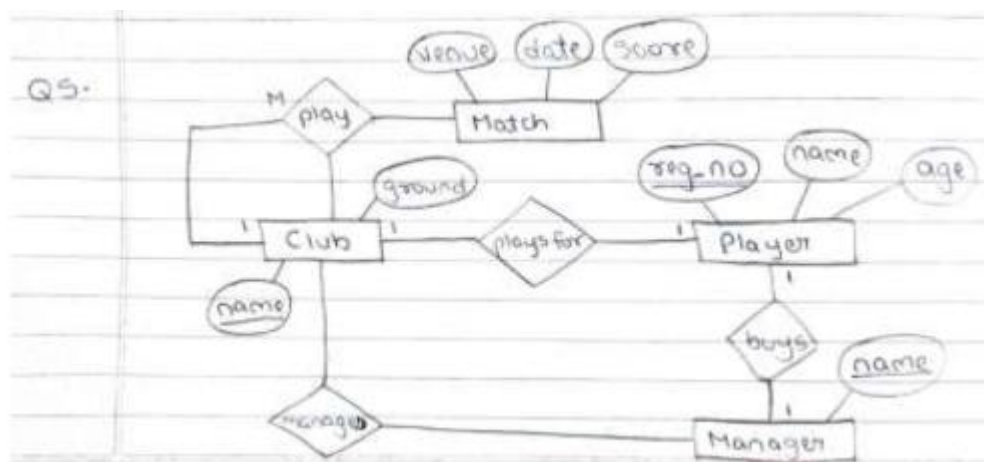 venue date score
Q5.
M
play
Match
ground
reg_no name age
1 Club 1 plays for 1 Player
name
1
buys
name
1
manages
Manager